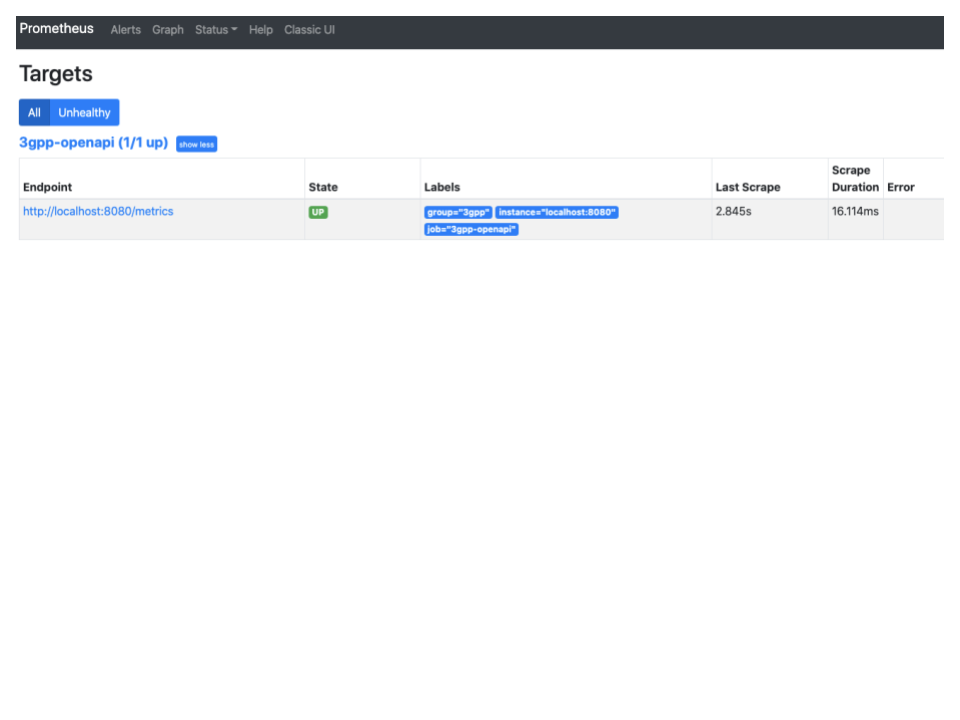 Prometheus Alerts Graph Status Help Classic UI
Targets
All Unhealthy
3gpp-openapi (1/1 up) show less
Endpoint State Labels Last Scrape Scrape Duration Error
http://localhost:8080/metrics UP group="3gpp" instance="localhost:8080" 2.845s 16.114ms
job="3gpp-openapi"